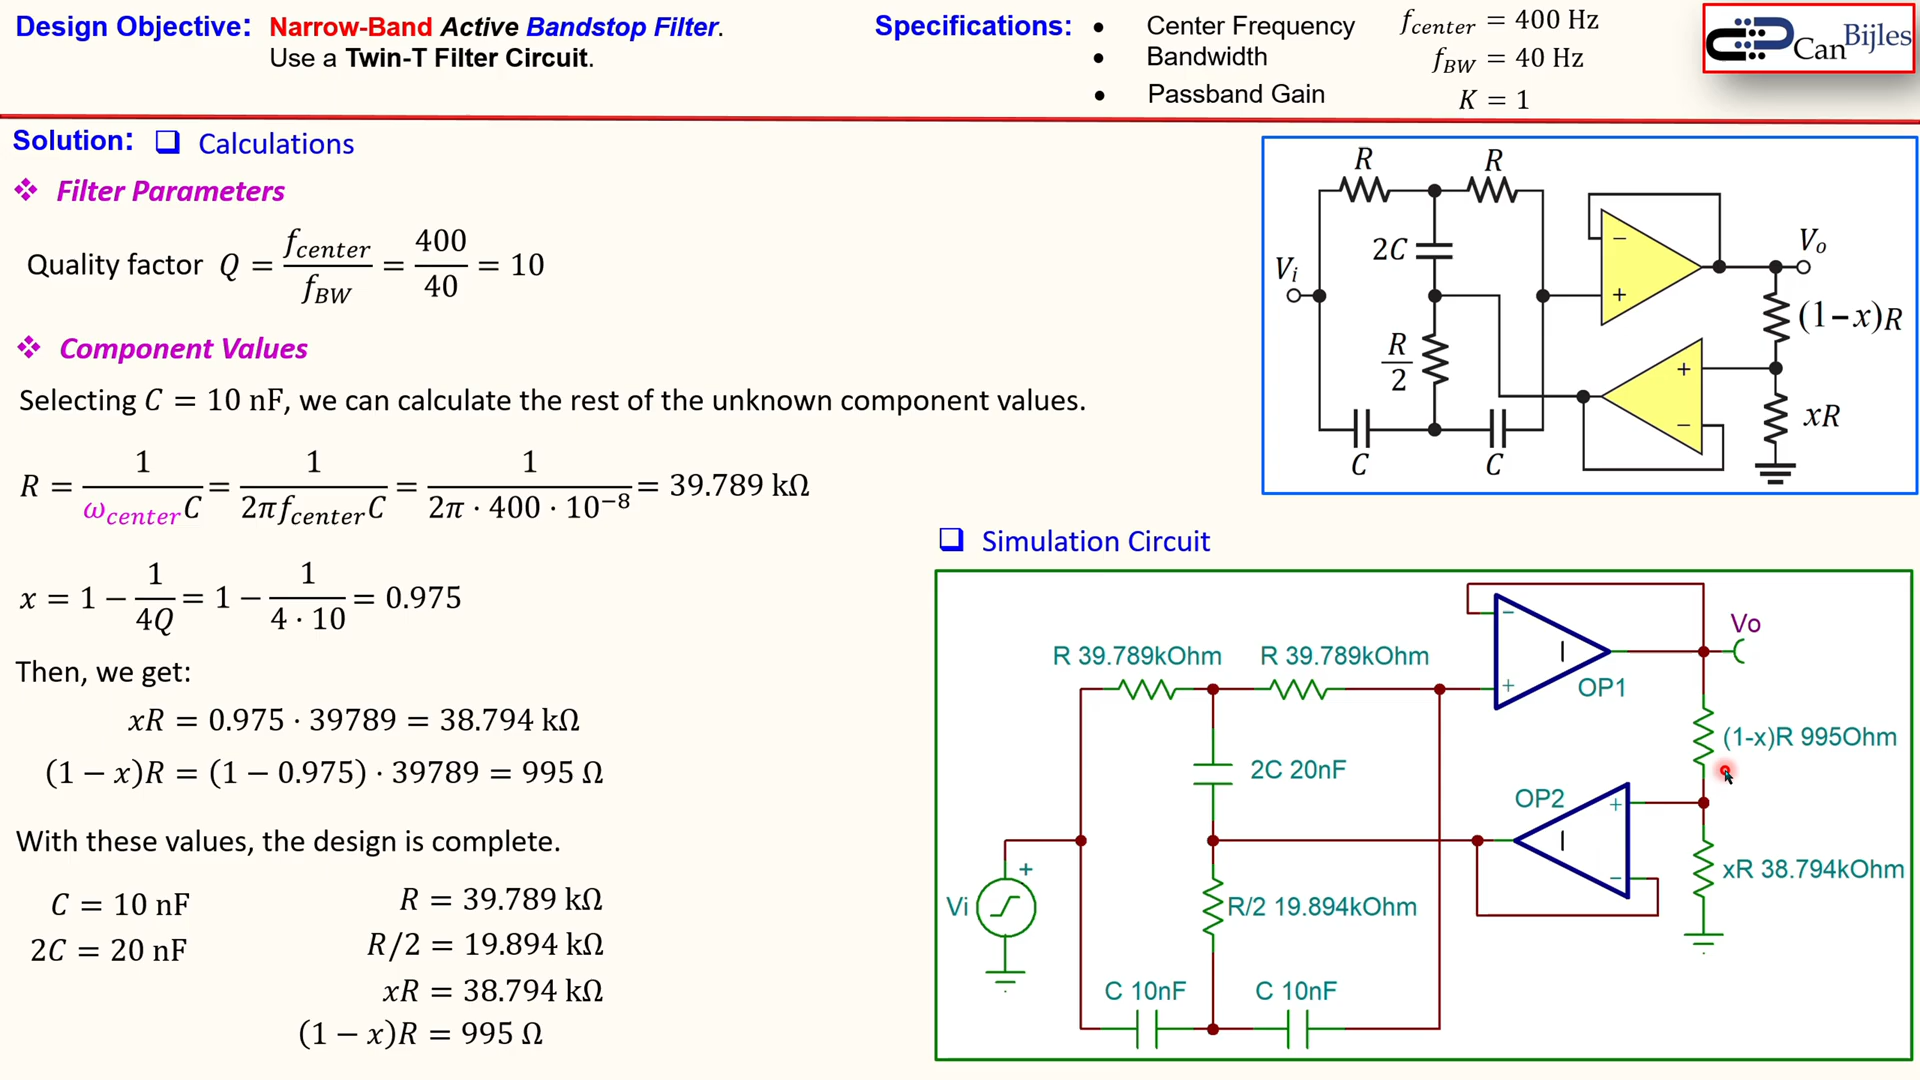 Design Objective: Narrow-Band Active Bandstop Filter.
Use a Twin-T Filter Circuit.
Specifications:
• Center Frequency f_center = 400 Hz
• Bandwidth f_BW = 40 Hz
• Passband Gain K = 1
CanBijles
Solution: ❑ Calculations
❖ Filter Parameters
Quality factor Q = f_center / f_BW = 400 / 40 = 10
❖ Component Values
Selecting C = 10 nF, we can calculate the rest of the unknown component values.
R = 1 / ω_center C = 1 / 2π f_center C = 1 / 2π · 400 · 10⁻⁸ = 39.789 kΩ
x = 1 − 1 / 4Q = 1 − 1 / 4 · 10 = 0.975
Then, we get:
xR = 0.975 · 39789 = 38.794 kΩ
(1 − x)R = (1 − 0.975) · 39789 = 995 Ω
With these values, the design is complete.
C = 10 nF
2C = 20 nF
R = 39.789 kΩ
R/2 = 19.894 kΩ
xR = 38.794 kΩ
(1 − x)R = 995 Ω
R
R
2C
Vi
−
+
Vo
(1−x)R
R
2
+
−
xR
C
C
❑ Simulation Circuit
Vo
R 39.789kOhm
R 39.789kOhm
−
+
OP1
(1-x)R 995Ohm
2C 20nF
OP2
+
−
xR 38.794kOhm
+
Vi
R/2 19.894kOhm
C 10nF
C 10nF